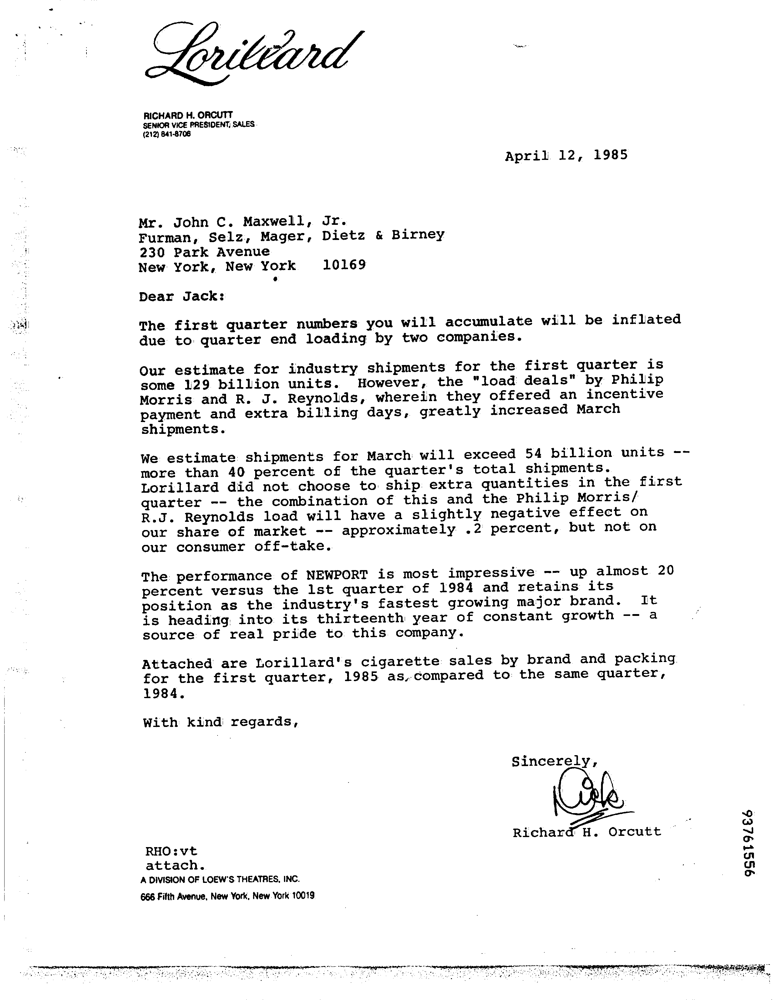 Lorillard
RICHARD H. ORCUTT
SENIOR VICE PRESIDENT, SALES
(212) 841-8706
April 12, 1985
Mr. John C. Maxwell, Jr.
Furman, Selz, Mager, Dietz & Birney
230 Park Avenue
New York, New York 10169
Dear Jack:
The first quarter numbers you will accumulate will be inflated
due to quarter end loading by two companies.
Our estimate for industry shipments for the first quarter is
some 129 billion units. However, the "load deals" by Philip
Morris and R. J. Reynolds, wherein they offered an incentive
payment and extra billing days, greatly increased March
shipments.
We estimate shipments for March will exceed 54 billion units --
more than 40 percent of the quarter's total shipments.
Lorillard did not choose to ship extra quantities in the first
quarter -- the combination of this and the Philip Morris/
R.J. Reynolds load will have a slightly negative effect on
our share of market -- approximately .2 percent, but not on
our consumer off-take.
The performance of NEWPORT is most impressive -- up almost 20
percent versus the 1st quarter of 1984 and retains its
position as the industry's fastest growing major brand. It
is heading into its thirteenth year of constant growth -- a
source of real pride to this company.
Attached are Lorillard's cigarette sales by brand and packing
for the first quarter, 1985 as, compared to the same quarter,
1984.
With kind regards,
Sincerely,
Dick
Richard H. Orcutt
RHO:vt
attach.
A DIVISION OF LOEW'S THEATRES, INC.
666 Fifth Avenue, New York, New York 10019
93761556